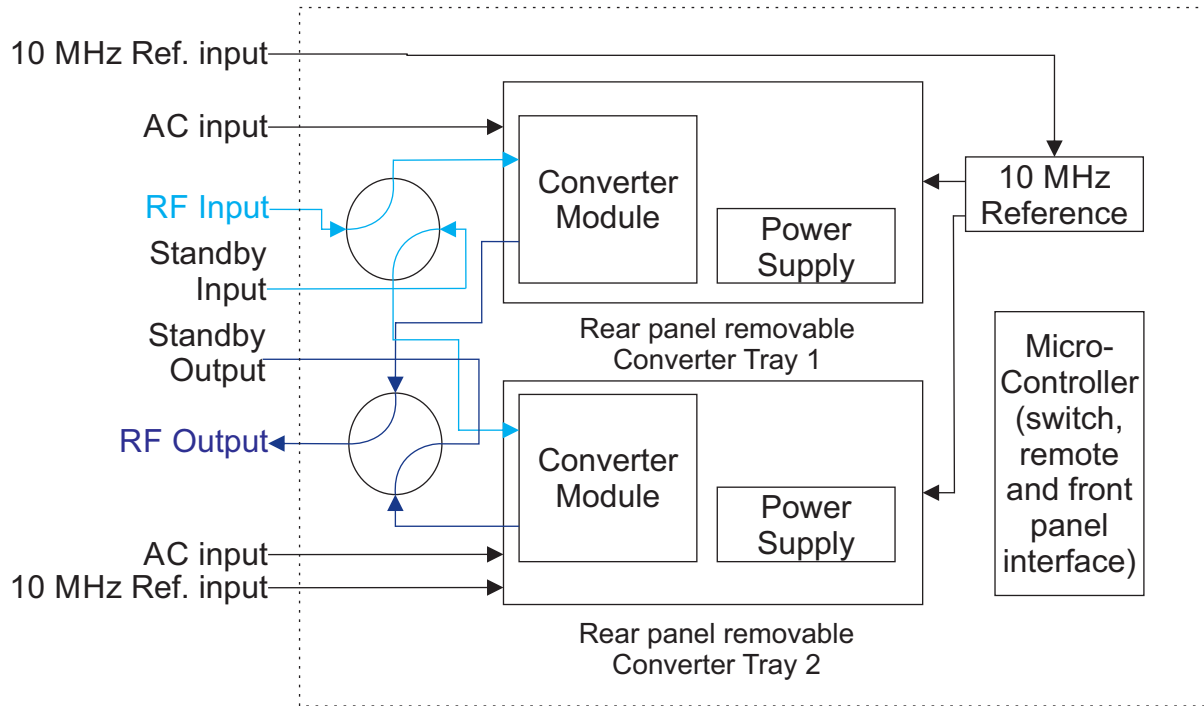 10 MHz Ref. input
AC input
RF Input
Standby
Input
Standby
Output
RF Output
AC input
10 MHz Ref. input
Converter
Module
Power
Supply
Rear panel removable
Converter Tray 1
Converter
Module
Power
Supply
Rear panel removable
Converter Tray 2
10 MHz
Reference
Micro-
Controller
(switch,
remote
and front
panel
interface)